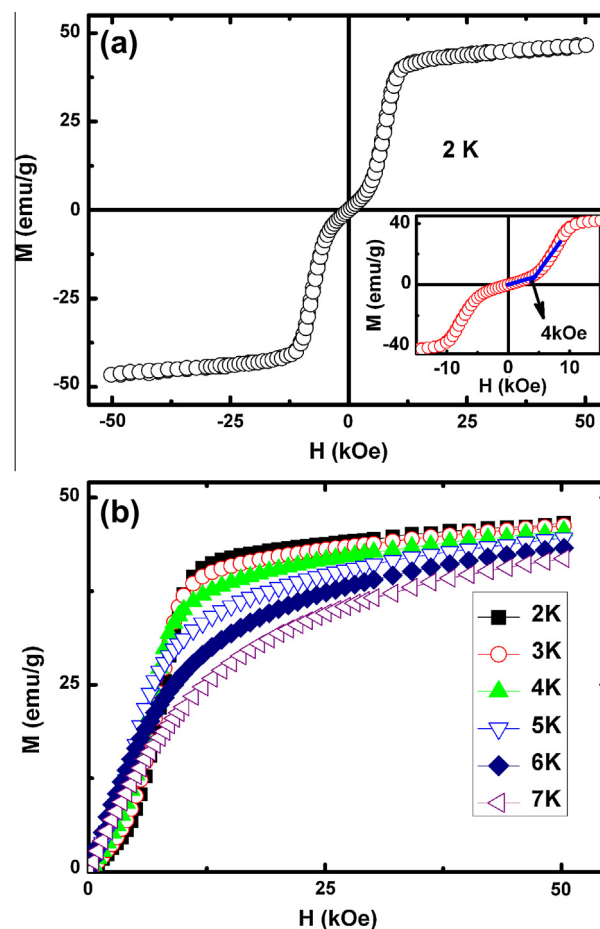 (a)
50
25
0
-25
-50
M (emu/g)
2 K
40
0
-40
M (emu/g)
4kOe
-10 0 10
H (kOe)
-50 -25 0 25 50
H (kOe)
(b)
50
25
0
M (emu/g)
2K
3K
4K
5K
6K
7K
0 25 50
H (kOe)